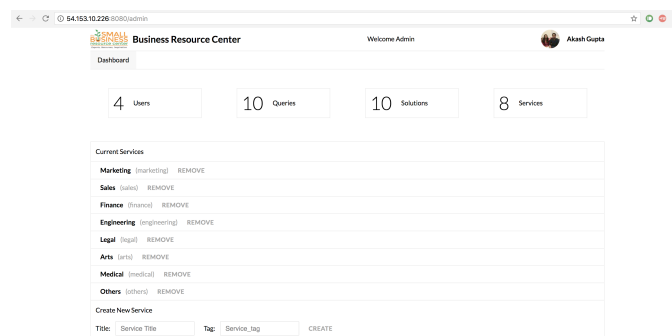 54.153.10.226:8080/admin
SMALL
BUSINESS
Business Resource Center
Welcome Admin
Akash Gupta
Dashboard
4 Users
10 Queries
10 Solutions
8 Services
Current Services
Marketing (marketing) REMOVE
Sales (sales) REMOVE
Finance (finance) REMOVE
Engineering (engineering) REMOVE
Legal (legal) REMOVE
Arts (arts) REMOVE
Medical (medical) REMOVE
Others (others) REMOVE
Create New Service
Title: Service Title Tag: Service_tag CREATE